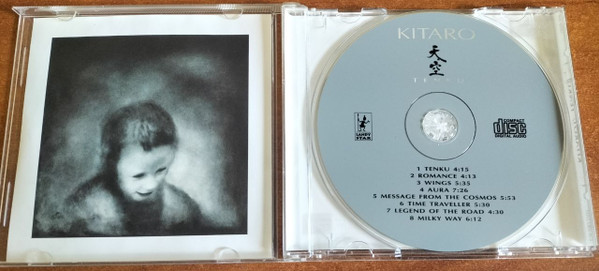 KITARO
天空
COMPACT
disc
DIGITAL AUDIO
1 TENKU 4:15
2 ROMANCE 4:13
3 WINGS 5:35
4 AURA 7:26
5 MESSAGE FROM THE COSMOS 5:53
6 TIME TRAVELLER 5:30
7 LEGEND OF THE ROAD 4:30
8 MILKY WAY 6:12